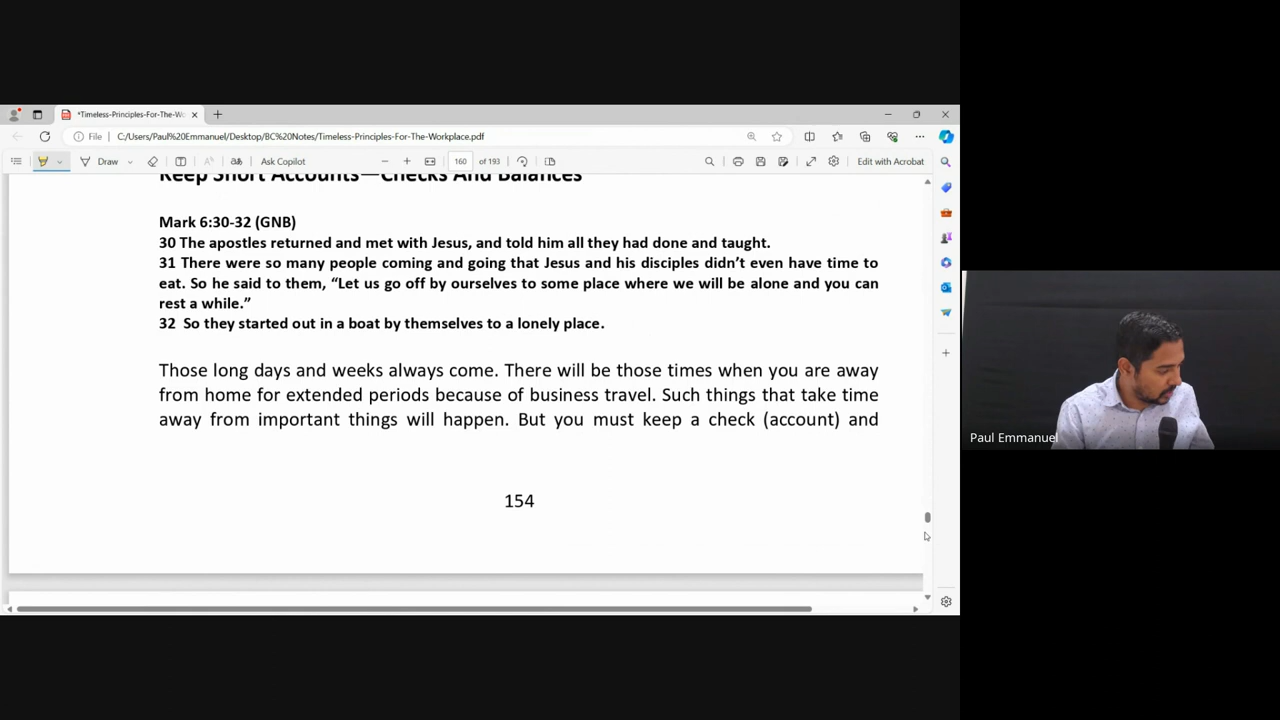 *Timeless-Principles-For-The-Wo
File
C:/Users/Paul%20Emmanuel/Desktop/BC%20Notes/Timeless-Principles-For-The-Workplace.pdf
Draw
Ask Copilot
160 of 193
Edit with Acrobat
Keep Short Accounts—Checks And Balances
Mark 6:30-32 (GNB)
30 The apostles returned and met with Jesus, and told him all they had done and taught.
31 There were so many people coming and going that Jesus and his disciples didn’t even have time to
eat. So he said to them, “Let us go off by ourselves to some place where we will be alone and you can
rest a while.”
32 So they started out in a boat by themselves to a lonely place.
Those long days and weeks always come. There will be those times when you are away
from home for extended periods because of business travel. Such things that take time
away from important things will happen. But you must keep a check (account) and
154
Paul Emmanuel